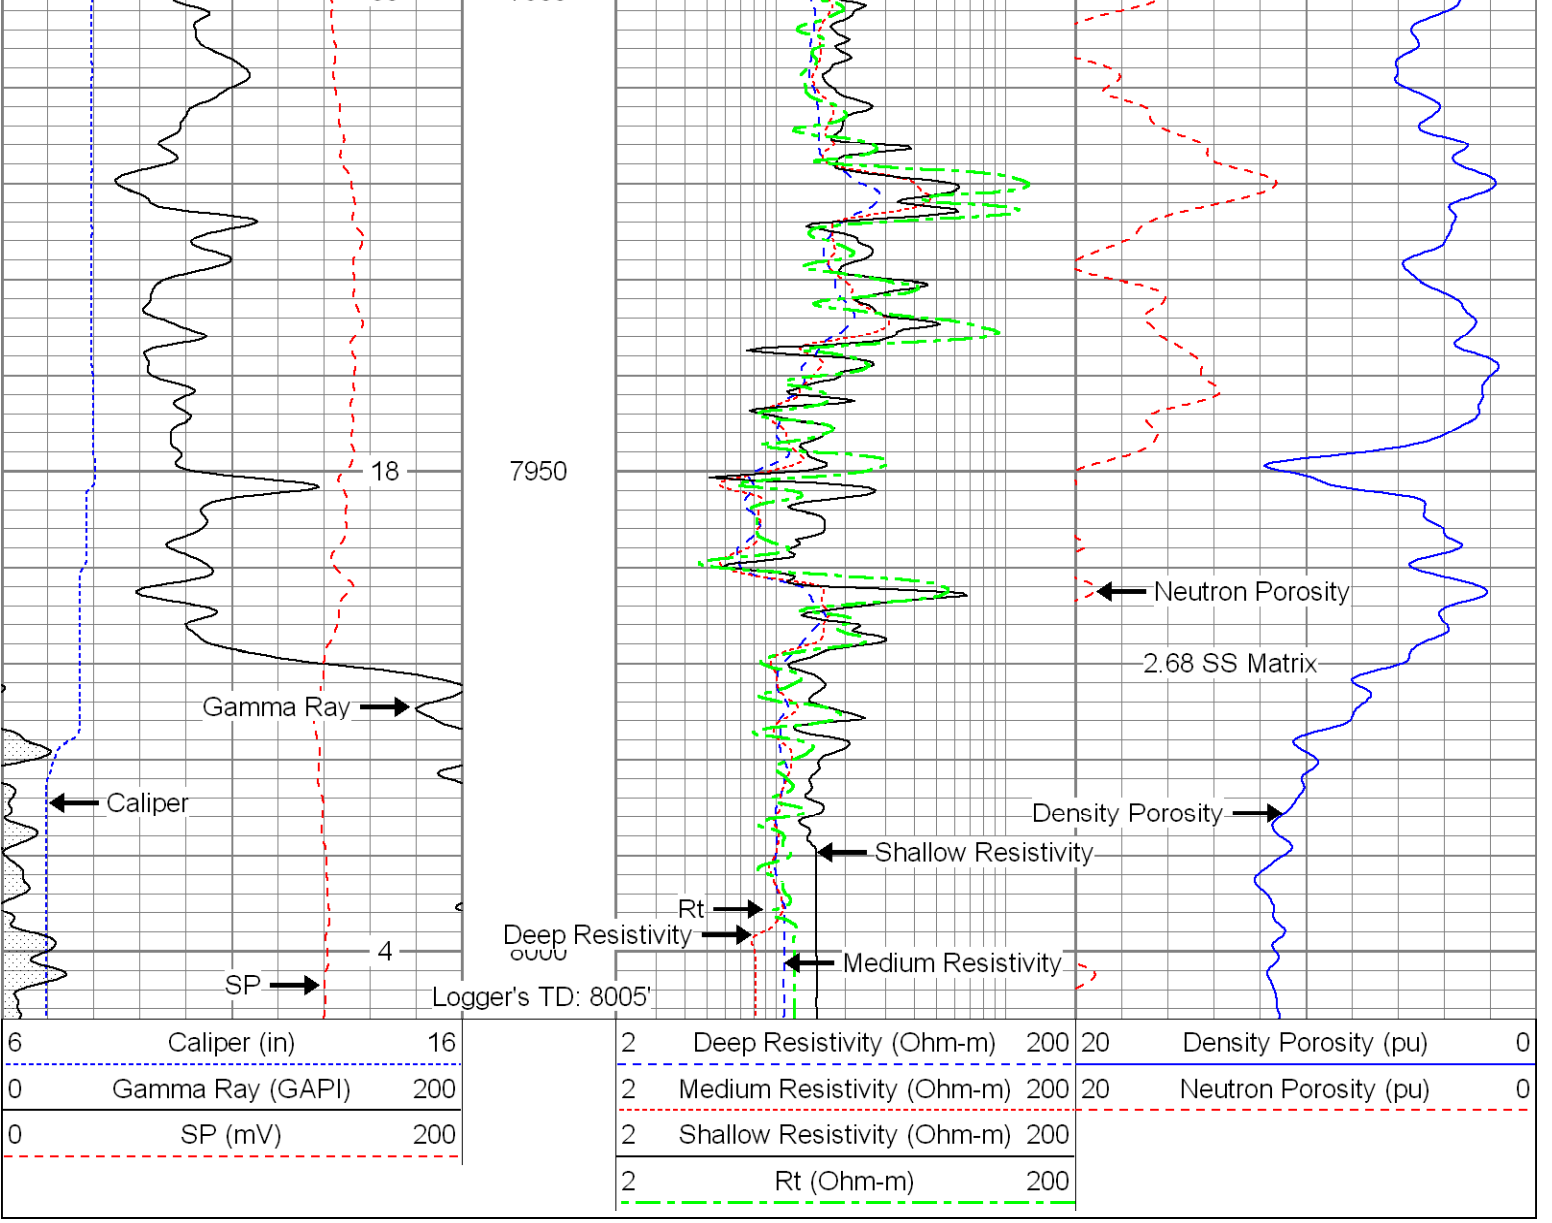 18
7950
Neutron Porosity
2.68 SS Matrix
Gamma Ray
Caliper
Density Porosity
Shallow Resistivity
Rt
Deep Resistivity
4
8000
Medium Resistivity
SP
Logger's TD: 8005'
6 Caliper (in) 16
2 Deep Resistivity (Ohm-m) 200
20 Density Porosity (pu) 0
0 Gamma Ray (GAPI) 200
2 Medium Resistivity (Ohm-m) 200
20 Neutron Porosity (pu) 0
0 SP (mV) 200
2 Shallow Resistivity (Ohm-m) 200
2 Rt (Ohm-m) 200